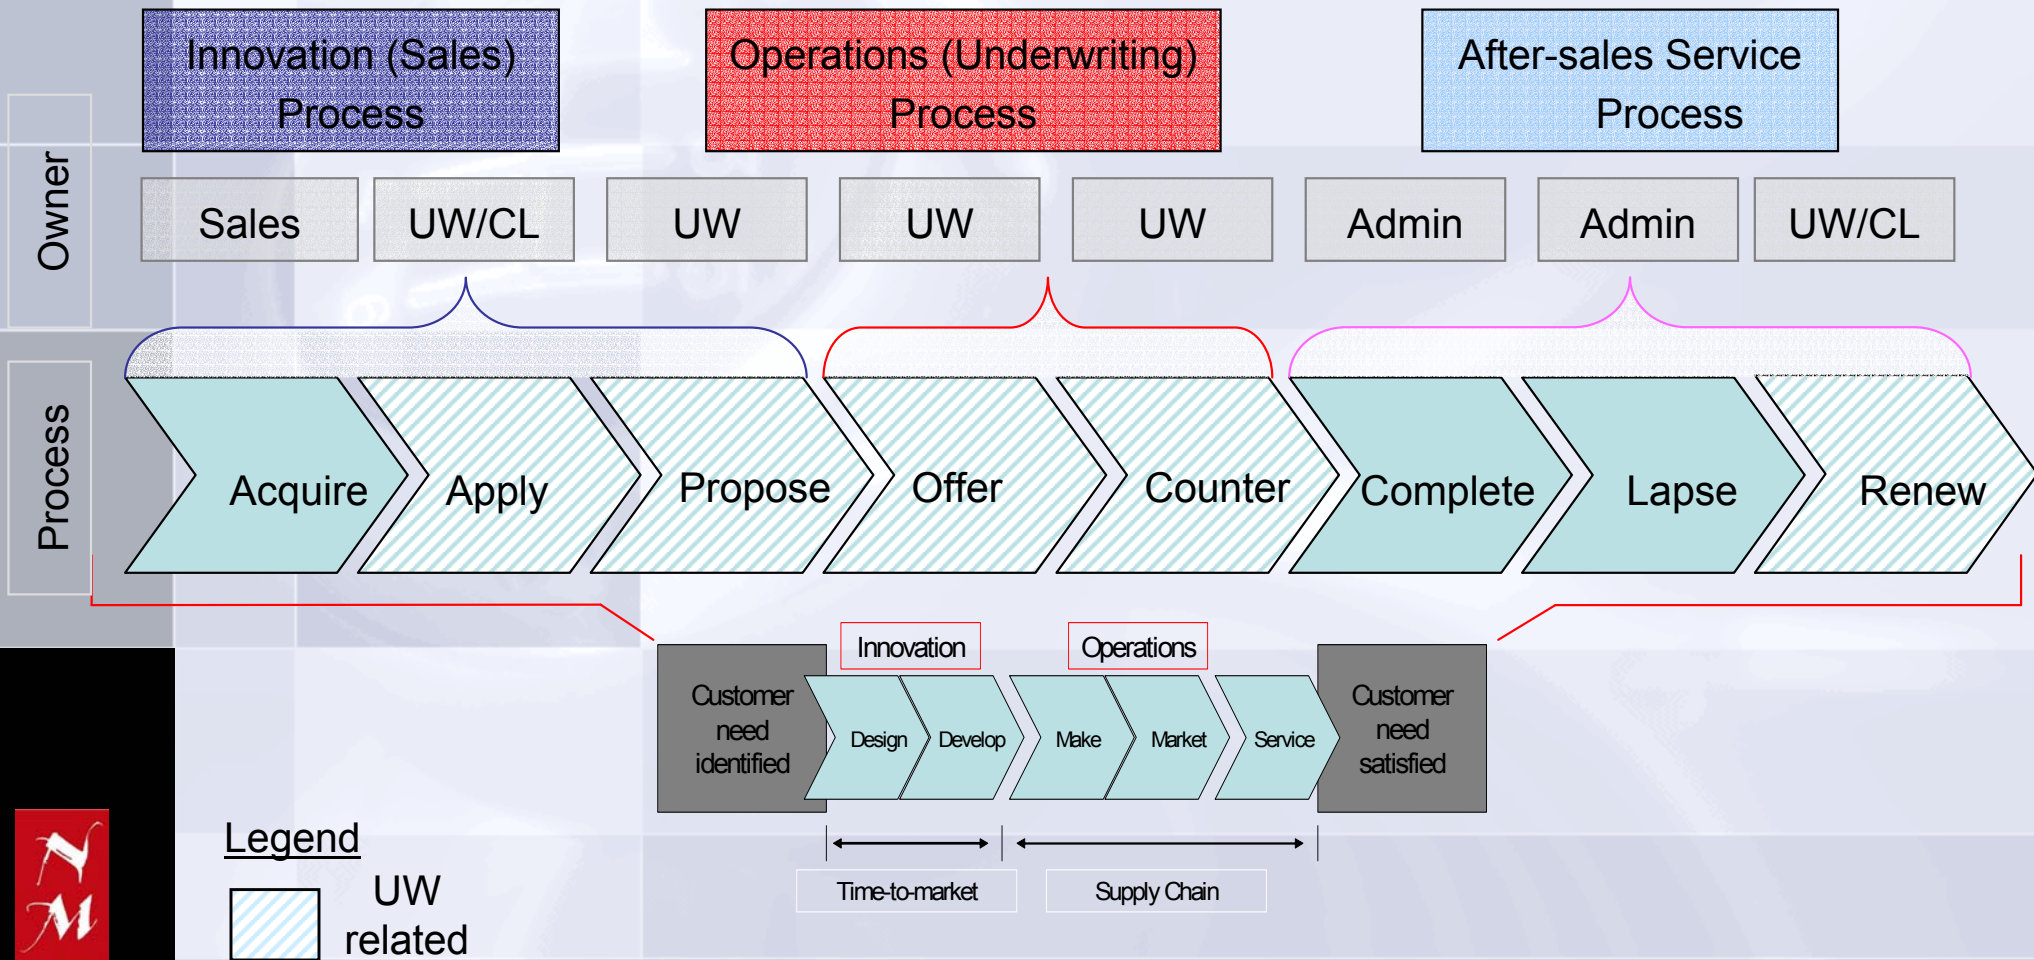 Innovation (Sales)
Process
Operations (Underwriting)
Process
After-sales Service
Process
Owner
Sales
UW/CL
UW
UW
UW
Admin
Admin
UW/CL
Process
Acquire
Apply
Propose
Offer
Counter
Complete
Lapse
Renew
Innovation
Operations
Customer
need
identified
Design
Develop
Make
Market
Service
Customer
need
satisfied
Time-to-market
Supply Chain
Legend
UW
related
N
M